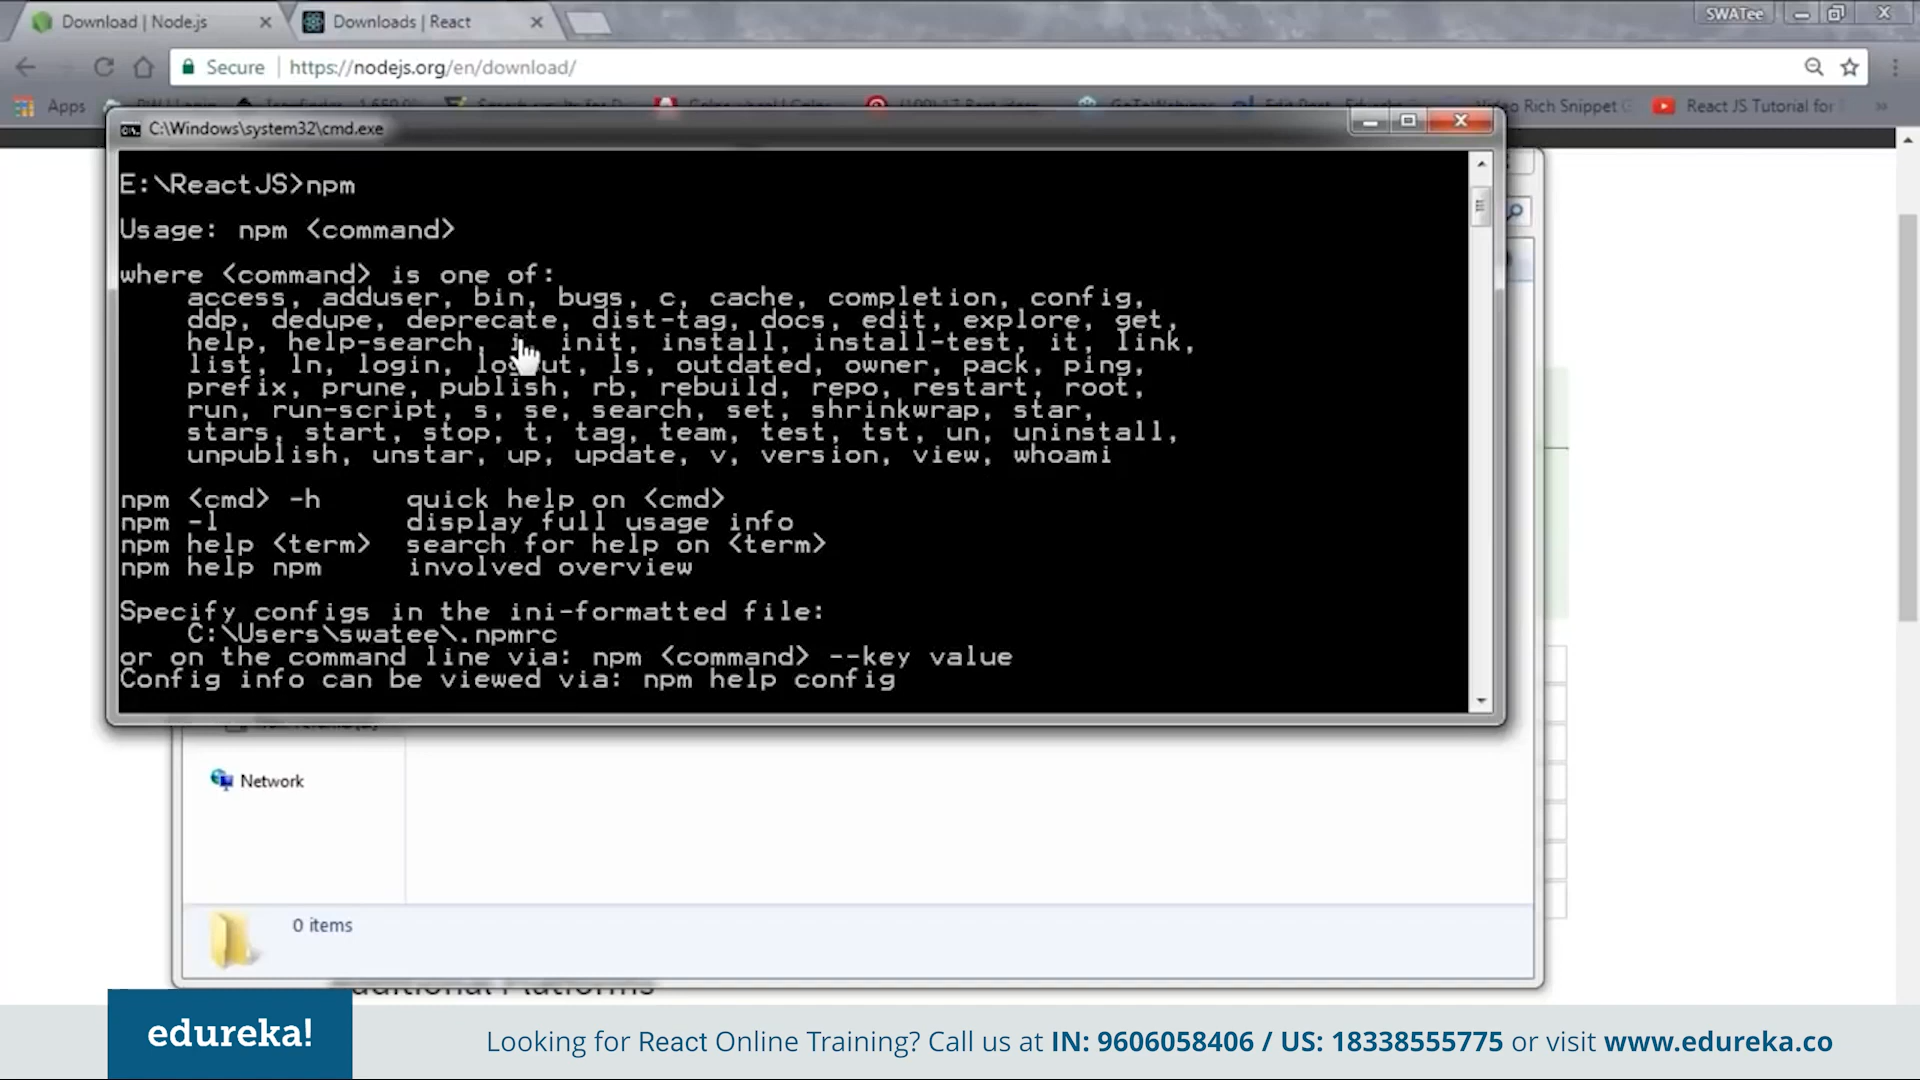 Download | Node.js
Downloads | React
SWATee
Secure
https://nodejs.org/en/download/
Apps
Video Rich Snippet
React JS Tutorial for
C:\Windows\system32\cmd.exe
E:\ReactJS>npm
Usage: npm <command>
where <command> is one of:
access, adduser, bin, bugs, c, cache, completion, config,
ddp, dedupe, deprecate, dist-tag, docs, edit, explore, get,
help, help-search, i, init, install, install-test, it, link,
list, ln, login, logout, ls, outdated, owner, pack, ping,
prefix, prune, publish, rb, rebuild, repo, restart, root,
run, run-script, s, se, search, set, shrinkwrap, star,
stars, start, stop, t, tag, team, test, tst, un, uninstall,
unpublish, unstar, up, update, v, version, view, whoami
npm <cmd> -h     quick help on <cmd>
npm -l           display full usage info
npm help <term>  search for help on <term>
npm help npm     involved overview
Specify configs in the ini-formatted file:
C:\Users\swatee\.npmrc
or on the command line via: npm <command> --key value
Config info can be viewed via: npm help config
Network
0 items
edureka!
Looking for React Online Training? Call us at IN: 9606058406 / US: 18338555775 or visit www.edureka.co